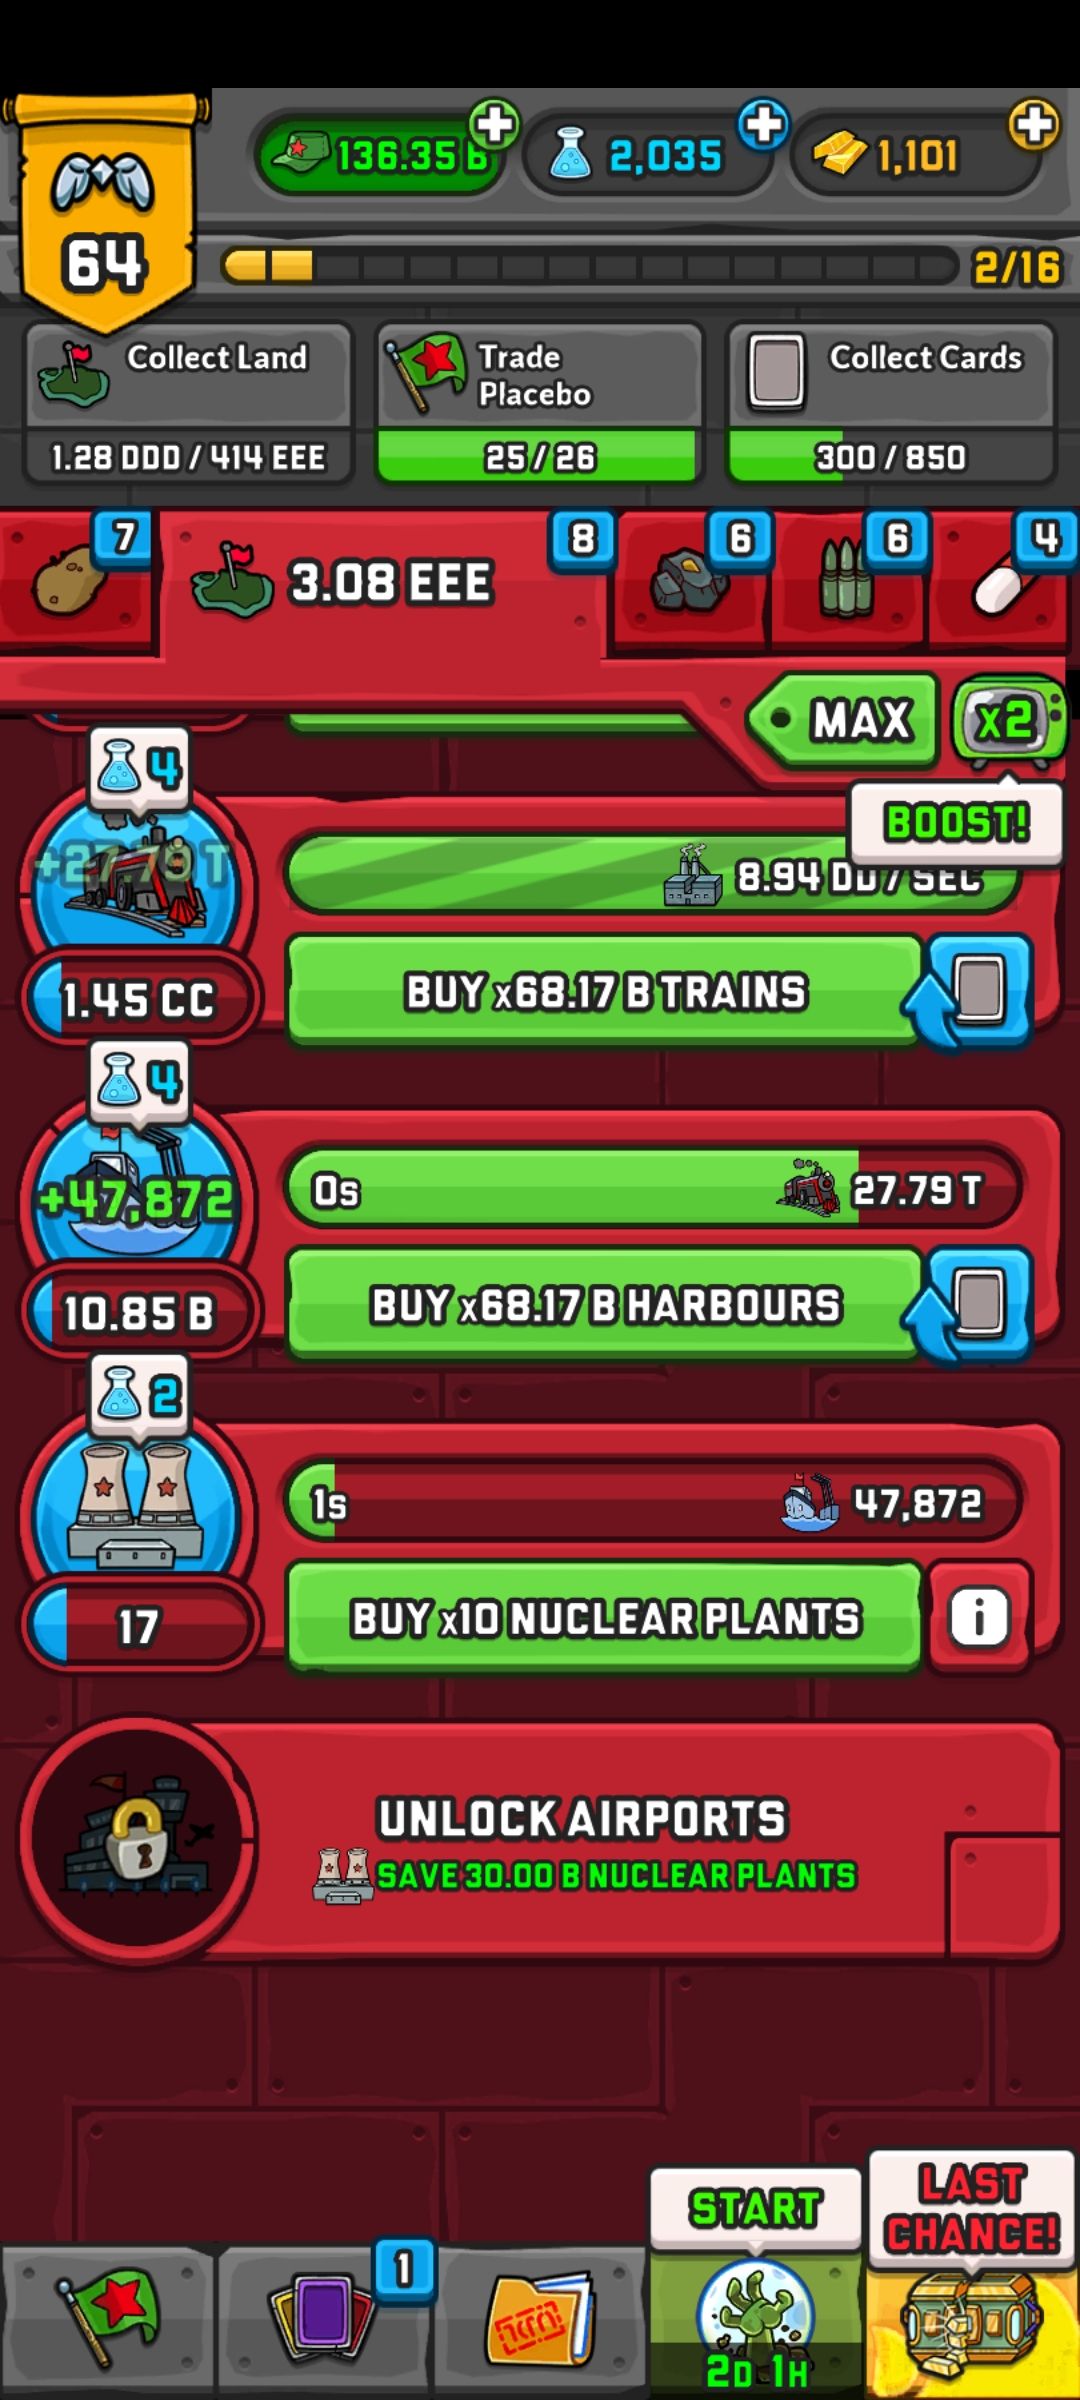 136.35 B
2,035
1,101
64
2/16
Collect Land
1.28 DDD / 414 EEE
Trade
Placebo
25 / 26
Collect Cards
300 / 850
7
3.08 EEE
8
6
6
4
MAX
x2
BOOST!
4
+27.79 T
8.94 DD / SEC
1.45 CC
BUY x68.17 B TRAINS
4
+47,872
0s
27.79 T
10.85 B
BUY x68.17 B HARBOURS
2
1s
47,872
17
BUY x10 NUCLEAR PLANTS
i
UNLOCK AIRPORTS
SAVE 30.00 B NUCLEAR PLANTS
START
LAST
CHANCE!
1
2D 1H